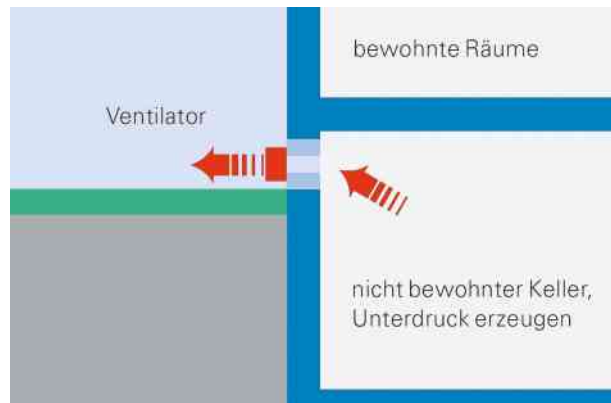 bewohnte Räume
Ventilator
nicht bewohnter Keller,
Unterdruck erzeugen